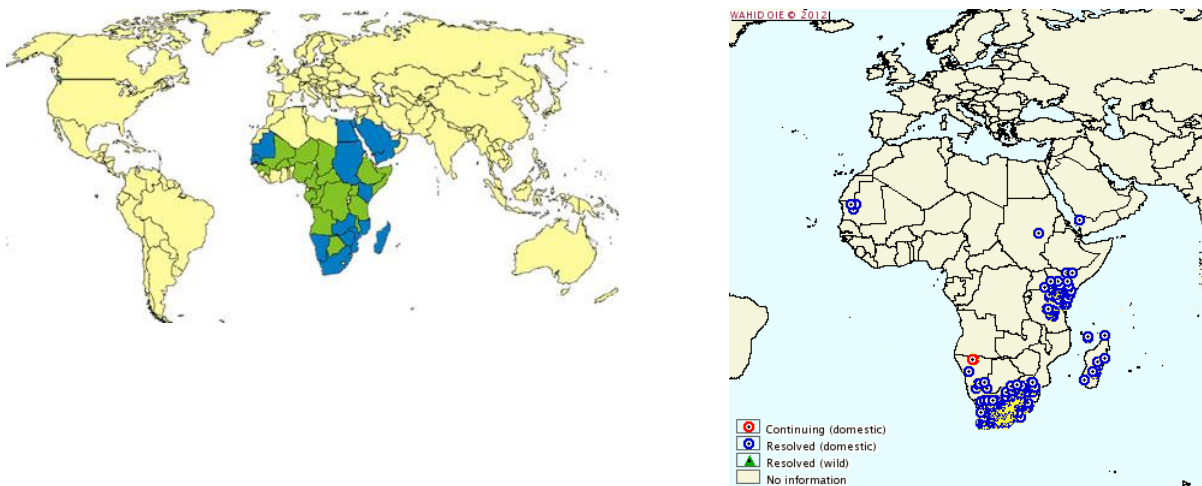 WAHID OIE © 2012
Continuing (domestic)
Resolved (domestic)
Resolved (wild)
No information